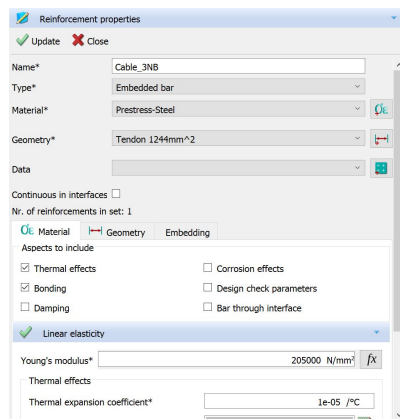 Reinforcement properties
Update Close
Name* Cable_3NB
Type* Embedded bar
Material* Prestress-Steel
Geometry* Tendon 1244mm^2
Data
Continuous in interfaces
Nr. of reinforcements in set: 1
Material Geometry Embedding
Aspects to include
Thermal effects Corrosion effects
Bonding Design check parameters
Damping Bar through interface
Linear elasticity
Young's modulus* 205000 N/mm² fx
Thermal effects
Thermal expansion coefficient* 1e-05 /°C